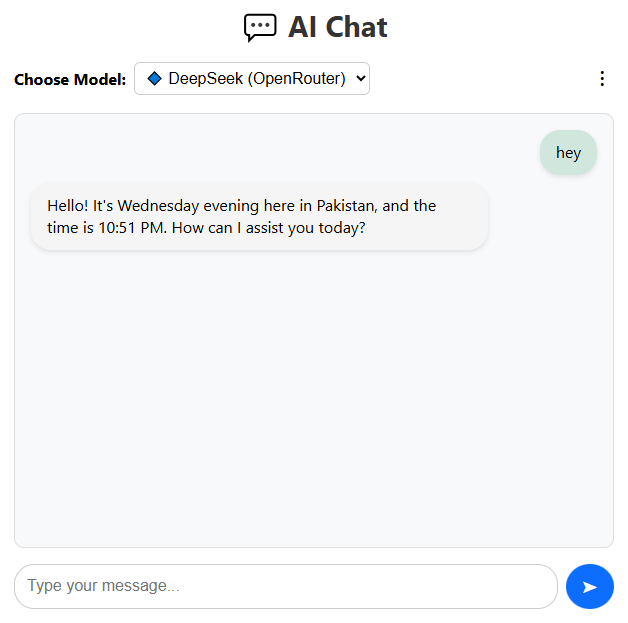 AI Chat
Choose Model: DeepSeek (OpenRouter)
hey
Hello! It's Wednesday evening here in Pakistan, and the
time is 10:51 PM. How can I assist you today?
Type your message...